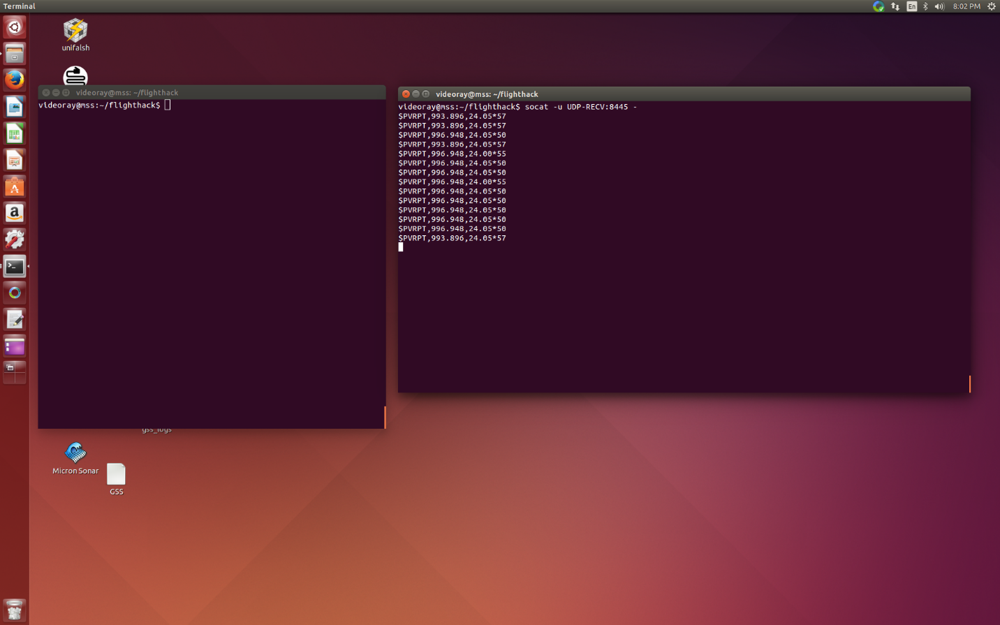 Terminal
En
8:02 PM
unifalsh
videoray@mss: ~/flighthack
videoray@mss:~/flighthack$
videoray@mss: ~/flighthack
videoray@mss:~/flighthack$ socat -u UDP-RECV:8445 -
$PVRPT,993.896,24.05*57
$PVRPT,993.896,24.05*57
$PVRPT,996.948,24.05*50
$PVRPT,993.896,24.05*57
$PVRPT,996.948,24.00*55
$PVRPT,996.948,24.05*50
$PVRPT,996.948,24.05*50
$PVRPT,996.948,24.00*55
$PVRPT,996.948,24.05*50
$PVRPT,996.948,24.05*50
$PVRPT,996.948,24.05*50
$PVRPT,996.948,24.05*50
$PVRPT,996.948,24.05*50
$PVRPT,993.896,24.05*57
gss_logs
Micron Sonar
GSS